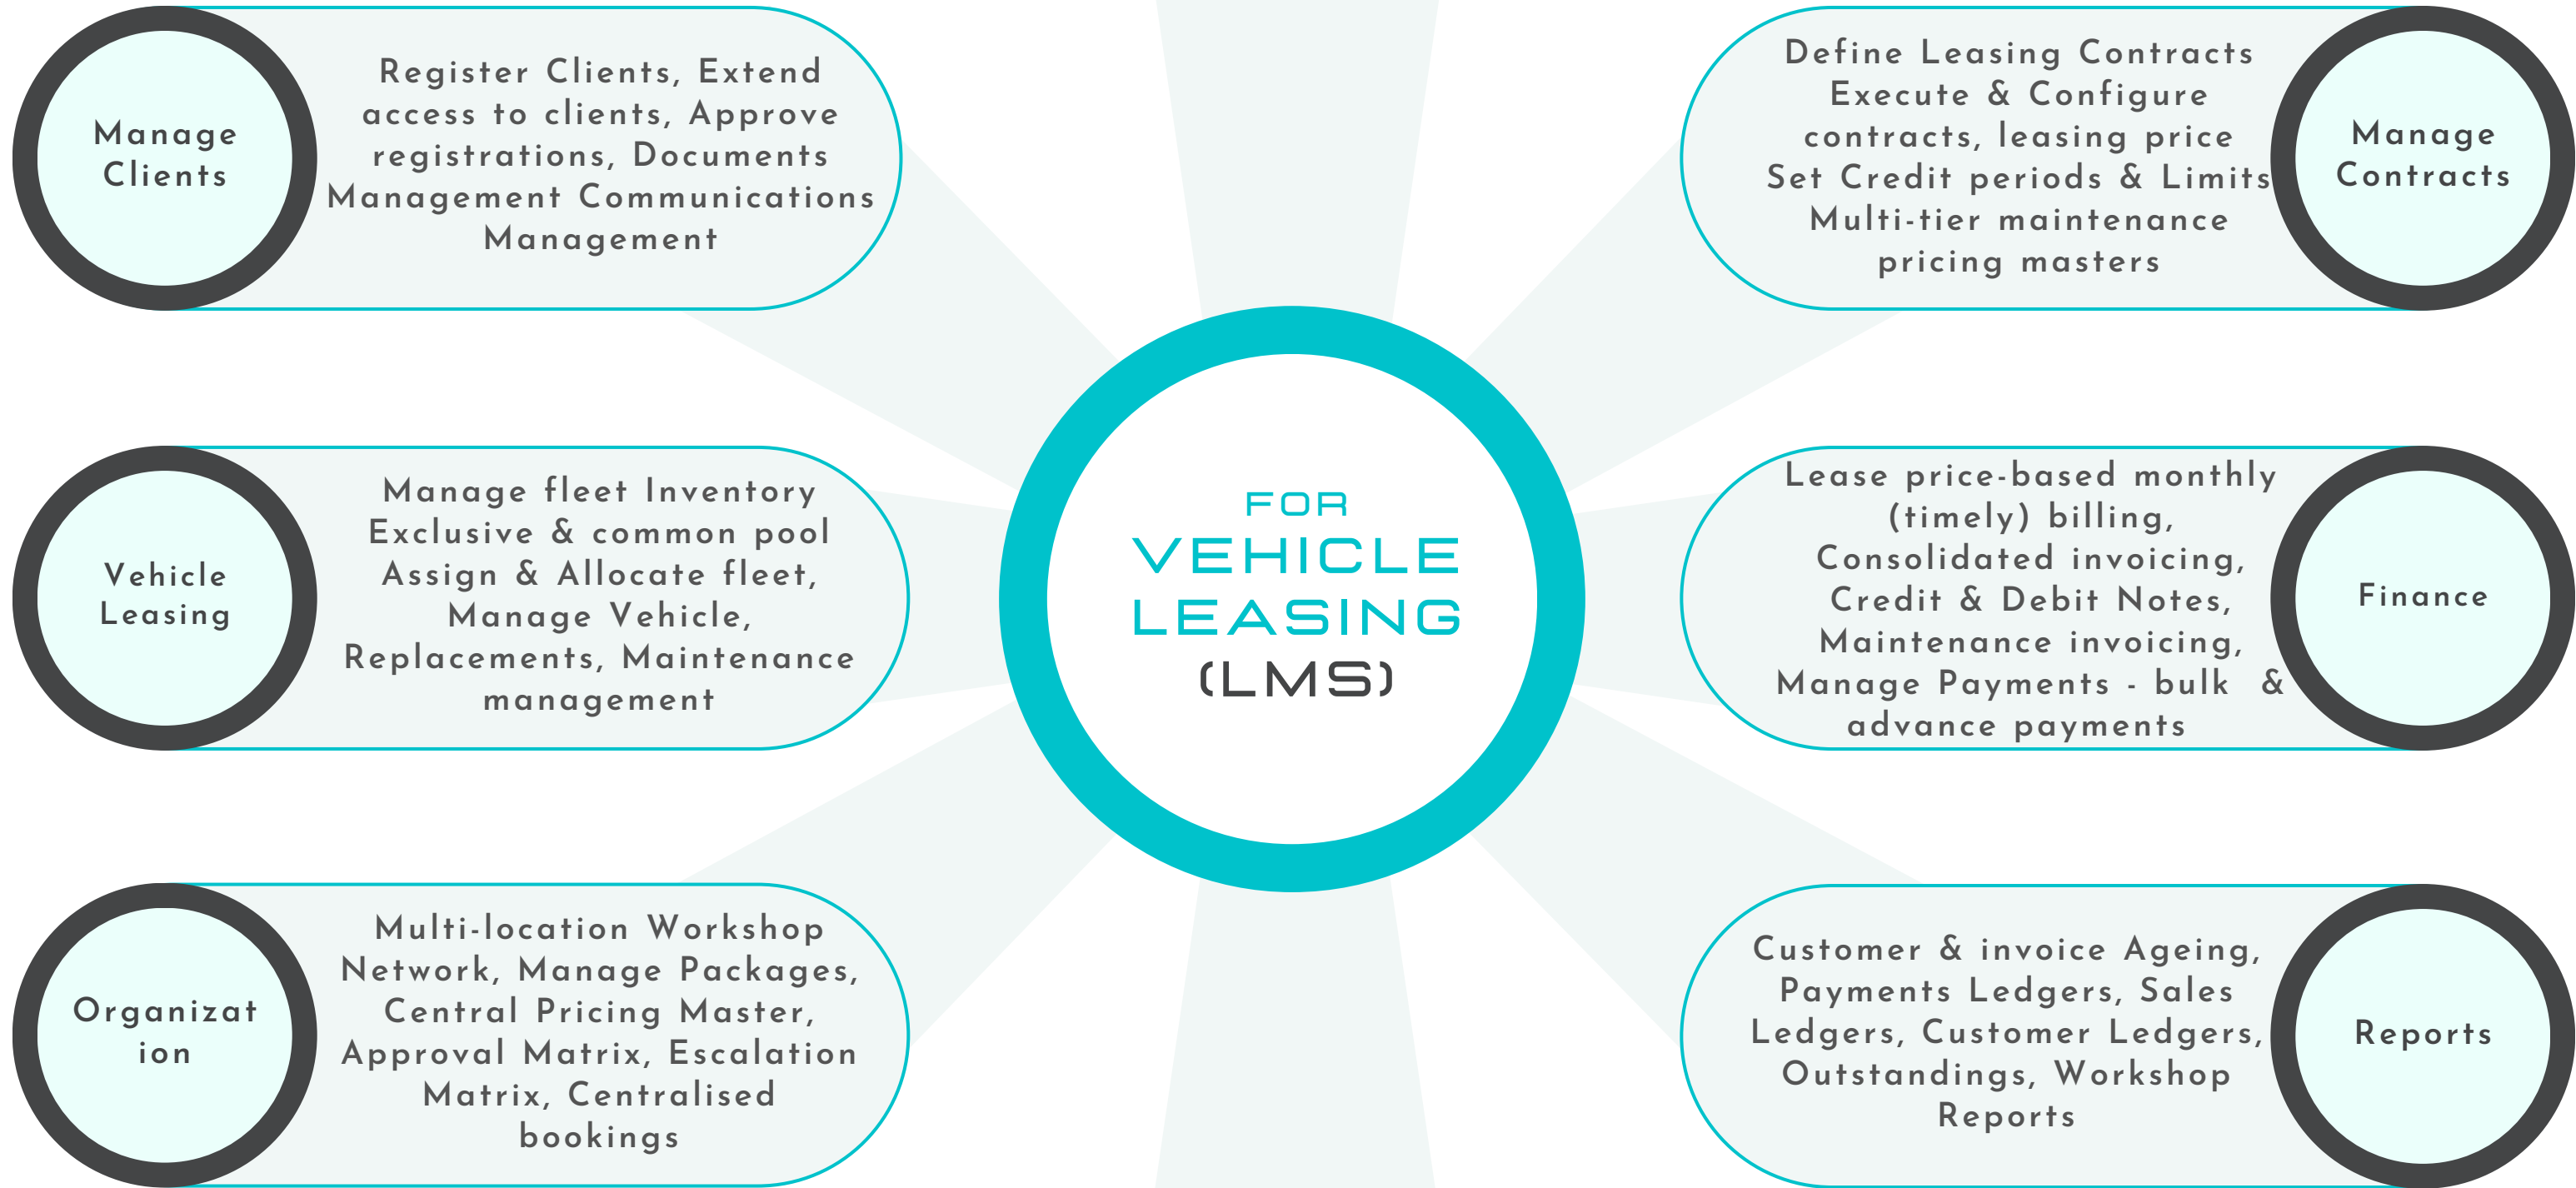 Manage
Clients
Register Clients, Extend
access to clients, Approve
registrations, Documents
Management Communications
Management
Vehicle
Leasing
Manage fleet Inventory
Exclusive & common pool
Assign & Allocate fleet,
Manage Vehicle,
Replacements, Maintenance
management
Organizat
ion
Multi-location Workshop
Network, Manage Packages,
Central Pricing Master,
Approval Matrix, Escalation
Matrix, Centralised
bookings
FOR
VEHICLE
LEASING
(LMS)
Define Leasing Contracts
Execute & Configure
contracts, leasing price
Set Credit periods & Limits
Multi-tier maintenance
pricing masters
Manage
Contracts
Lease price-based monthly
(timely) billing,
Consolidated invoicing,
Credit & Debit Notes,
Maintenance invoicing,
Manage Payments - bulk  &
advance payments
Finance
Customer & invoice Ageing,
Payments Ledgers, Sales
Ledgers, Customer Ledgers,
Outstandings, Workshop
Reports
Reports